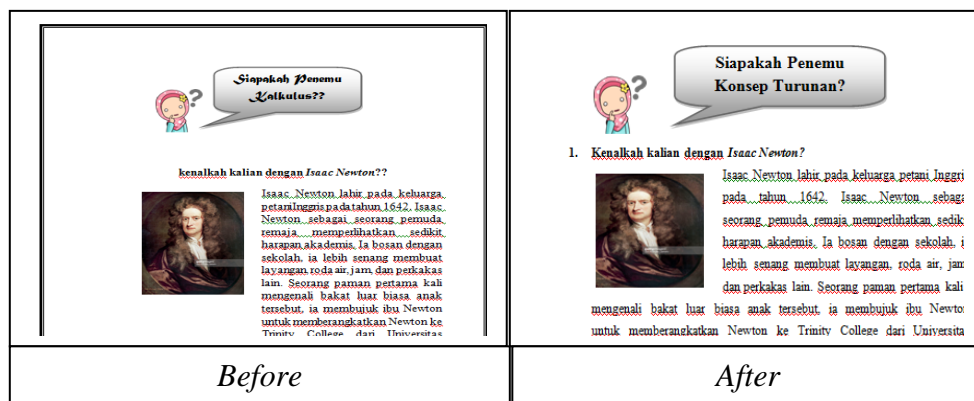 Siapakah Penemu
Kalkulus??
kenalkah kalian dengan Isaac Newton??
Isaac Newton lahir pada keluarga
petaniInggris pada tahun 1642. Isaac
Newton sebagai seorang pemuda
remaja memperlihatkan sedikit
harapan akademis. Ia bosan dengan
sekolah, ia lebih senang membuat
layangan, roda air, jam, dan perkakas
lain. Seorang paman pertama kali
mengenali bakat luar biasa anak
tersebut, ia membujuk ibu Newton
untuk memberangkatkan Newton ke
Trinity College dari Universitas
Before
Siapakah Penemu
Konsep Turunan?
1. Kenalkah kalian dengan Isaac Newton?
Isaac Newton lahir pada keluarga petani Inggri
pada tahun 1642. Isaac Newton sebaga
seorang pemuda remaja memperlihatkan sedik
harapan akademis. Ia bosan dengan sekolah, i
lebih senang membuat layangan, roda air, jam
dan perkakas lain. Seorang paman pertama kali
mengenali bakat luar biasa anak tersebut, ia membujuk ibu Newto
untuk memberangkatkan Newton ke Trinity College dari Universita
After